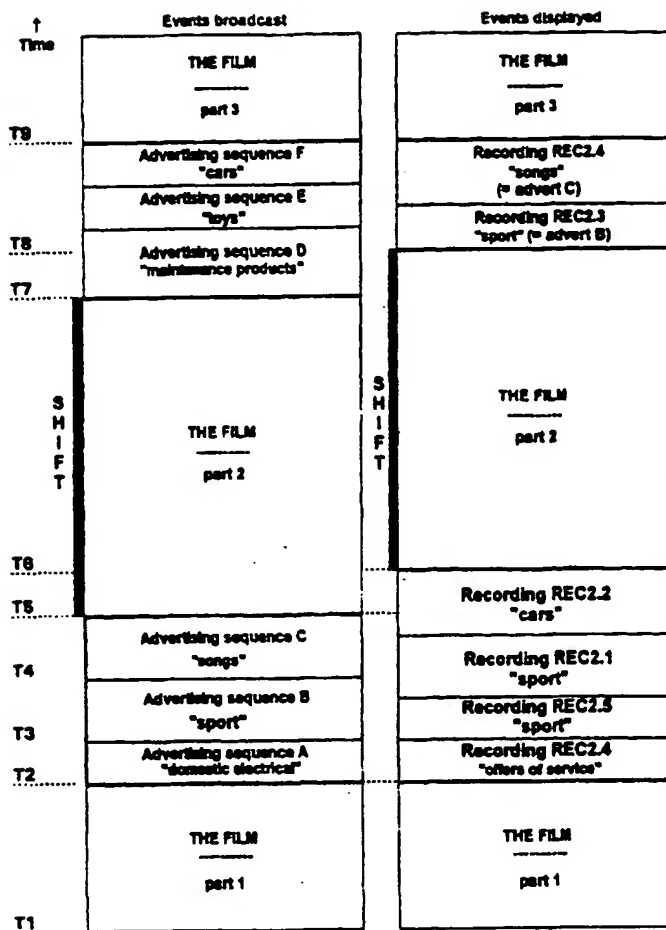 ↑
Time
Events broadcast
Events displayed
THE FILM
part 3
THE FILM
part 3
T9
Advertising sequence F
"cars"
Recording REC2.4
"songs"
(= advert C)
Advertising sequence E
"toys"
Recording REC2.3
"sport" (= advert B)
T8
Advertising sequence D
"maintenance products"
T7
SHIFT
THE FILM
part 2
SHIFT
THE FILM
part 2
T6
Recording REC2.2
"cars"
T5
Advertising sequence C
"songs"
Recording REC2.1
"sport"
T4
Advertising sequence B
"sport"
Recording REC2.5
"sport"
T3
Advertising sequence A
"domestic electrical"
Recording REC2.4
"offers of service"
T2
THE FILM
part 1
THE FILM
part 1
T1